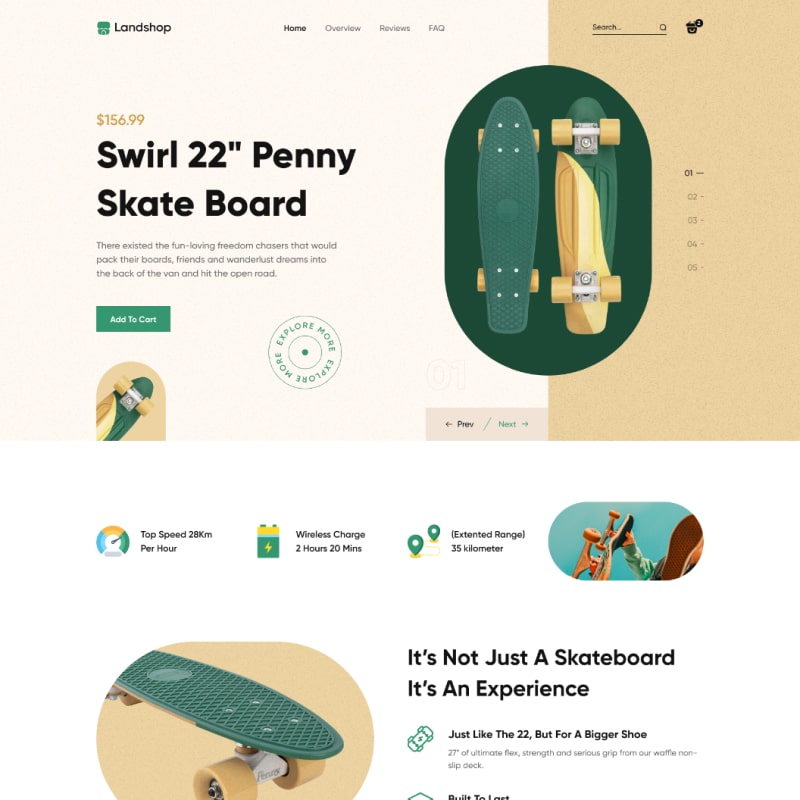 Landshop
Home Overview Reviews FAQ
Search...
2
$156.99
Swirl 22" Penny
Skate Board
There existed the fun-loving freedom chasers that would
pack their boards, friends and wanderlust dreams into
the back of the van and hit the open road.
Add To Cart
EXPLORE MORE EXPLORE MORE
01
02
03
04
05
01
Prev / Next
Top Speed 28Km
Per Hour
Wireless Charge
2 Hours 20 Mins
(Extented Range)
35 kilometer
It's Not Just A Skateboard
It's An Experience
Just Like The 22, But For A Bigger Shoe
27" of ultimate flex, strength and serious grip from our waffle non-
slip deck.
Built To Last
Penny